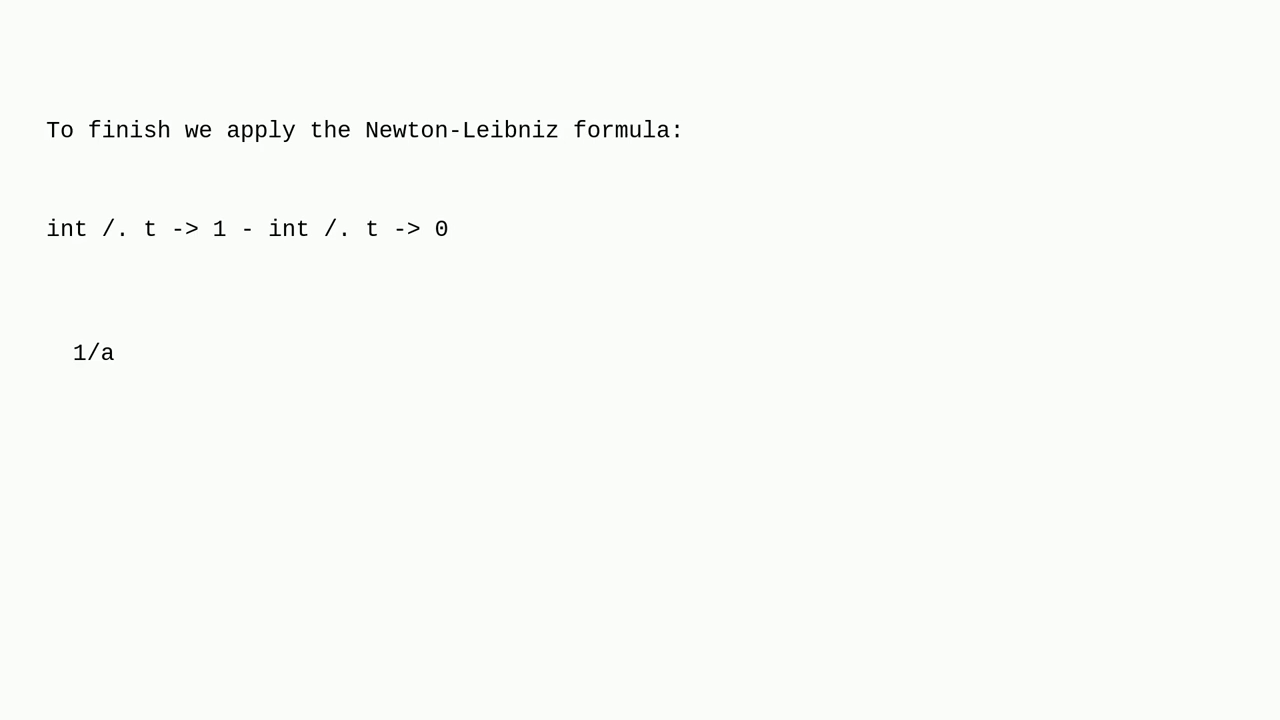 To finish we apply the Newton-Leibniz formula:
int /. t -> 1 - int /. t -> 0
1/a